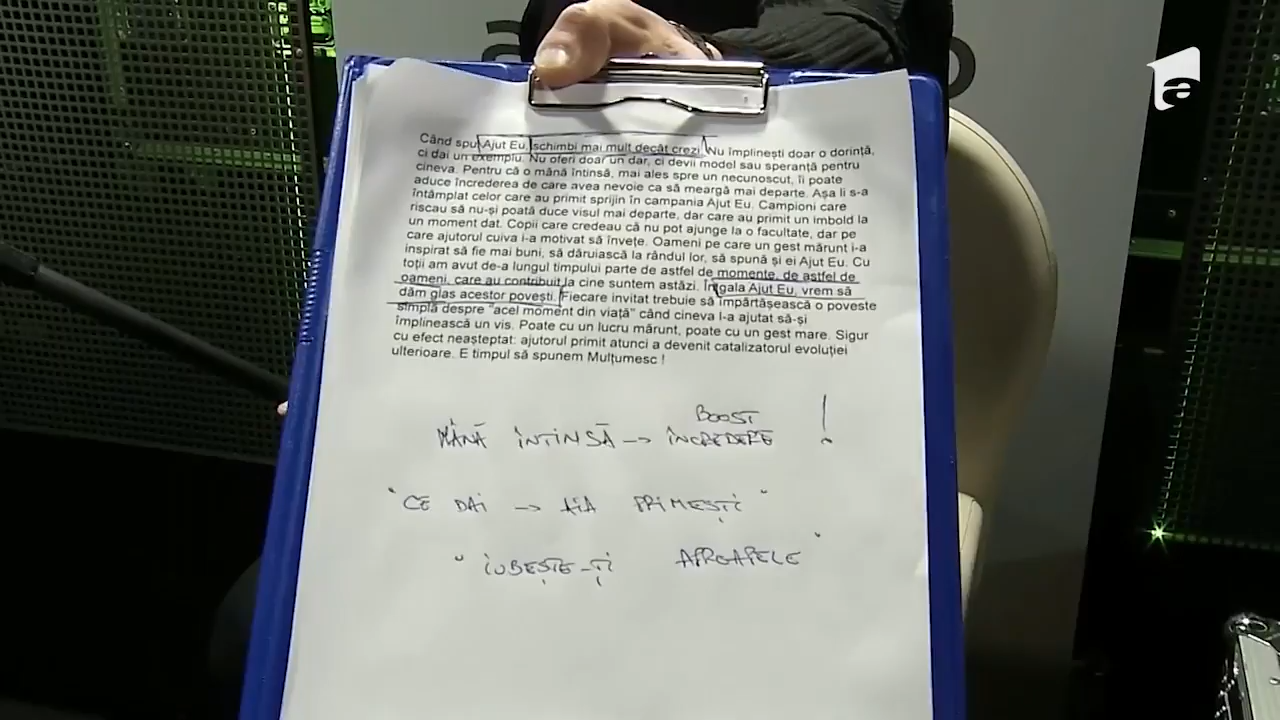 Când spui Ajut Eu, schimbi mai mult decât crezi. Nu împlinești doar o dorință,
ci dai un exemplu. Nu oferi doar un dar, ci devii model sau speranță pentru
cineva. Pentru că o mână întinsă, mai ales spre un necunoscut, îi poate
aduce încrederea de care avea nevoie ca să meargă mai departe. Așa li s-a
întâmplat celor care au primit sprijin în campania Ajut Eu. Campioni care
riscau să nu-și poată duce visul mai departe, dar care au primit un imbold la
un moment dat. Copii care credeau că nu pot ajunge la o facultate, dar pe
care ajutorul cuiva i-a motivat să învețe. Oameni pe care un gest mărunt i-a
inspirat să fie mai buni, să dăruiască la rândul lor, să spună și ei Ajut Eu. Cu
toții am avut de-a lungul timpului parte de astfel de momente, de astfel de
oameni, care au contribuit la cine suntem astăzi. În gala Ajut Eu, vrem să
dăm glas acestor povești. Fiecare invitat trebuie să împărtășească o poveste
simplă despre "acel moment din viață" când cineva l-a ajutat să-și
împlinească un vis. Poate cu un lucru mărunt, poate cu un gest mare. Sigur
cu efect neașteptat: ajutorul primit atunci a devenit catalizatorul evoluției
ulterioare. E timpul să spunem Mulțumesc !
BOOST
MÂNĂ ÎNTINSĂ → ÎNCREDERE !
"CE DAI → AIA PRIMEȘTI"
"IUBEȘTE-ȚI APROAPELE"
a